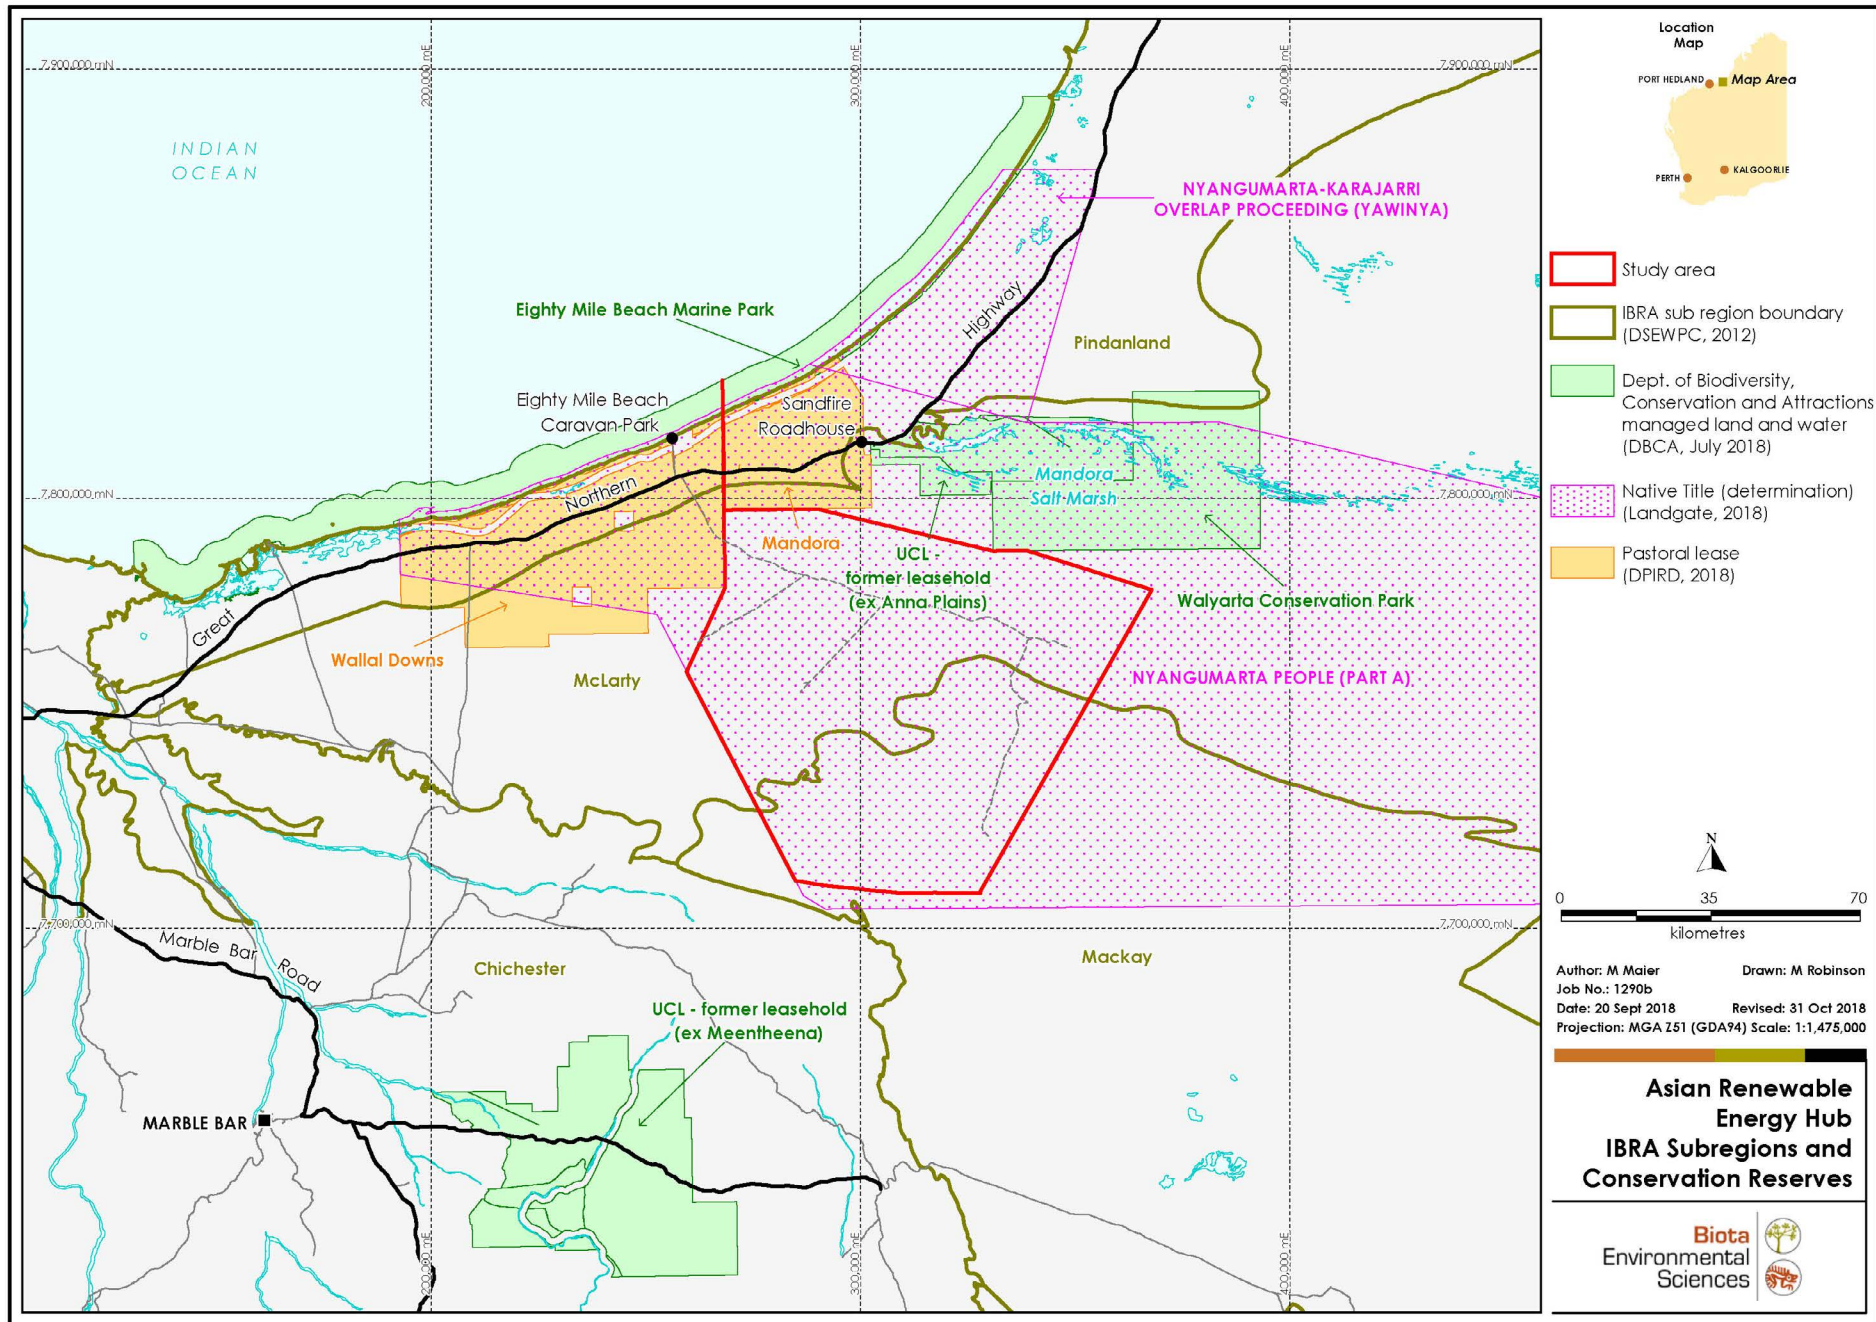 7,900,000 mN
200,000 mE
300,000 mE
400,000 mE
7,900,000 mN
INDIAN
OCEAN
NYANGUMARTA-KARAJARRI
OVERLAP PROCEEDING (YAWINYA)
Eighty Mile Beach Marine Park
Highway
Pindanland
Eighty Mile Beach
Caravan Park
Sandfire
Roadhouse
Mandora
Salt Marsh
7,800,000 mN
Northern
7,800,000 mN
Mandora
UCL -
former leasehold
(ex Anna Plains)
Walyarta Conservation Park
Great
Wallal Downs
McLarty
NYANGUMARTA PEOPLE (PART A)
7,700,000 mN
7,700,000 mN
Marble Bar Road
Chichester
Mackay
UCL - former leasehold
(ex Meentheena)
MARBLE BAR
200,000 mE
300,000 mE
400,000 mE
Location
Map
PORT HEDLAND
Map Area
PERTH
KALGOORLIE
Study area
IBRA sub region boundary
(DSEWPC, 2012)
Dept. of Biodiversity,
Conservation and Attractions
managed land and water
(DBCA, July 2018)
Native Title (determination)
(Landgate, 2018)
Pastoral lease
(DPIRD, 2018)
N
0 35 70
kilometres
Author: M Maier Drawn: M Robinson
Job No.: 1290b
Date: 20 Sept 2018 Revised: 31 Oct 2018
Projection: MGA Z51 (GDA94) Scale: 1:1,475,000
Asian Renewable
Energy Hub
IBRA Subregions and
Conservation Reserves
Biota
Environmental
Sciences